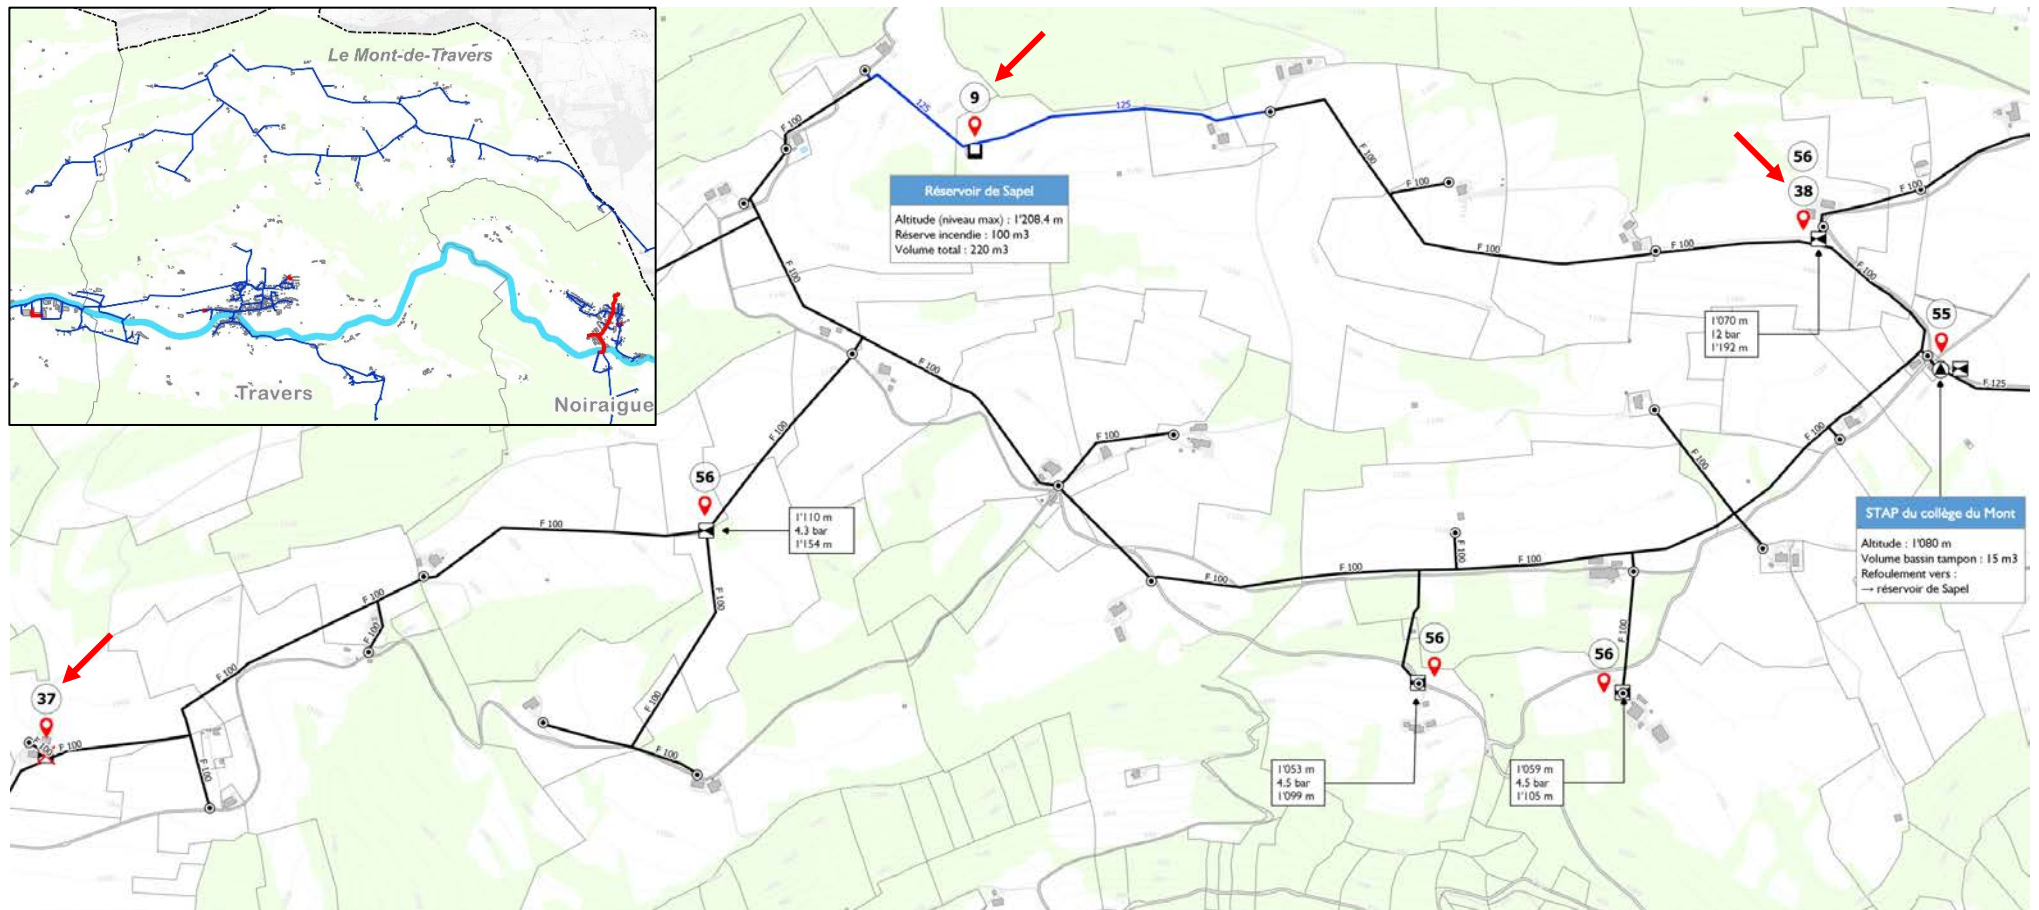 Le Mont-de-Travers
Travers
Noiraigue
9
125
125
F 100
F 100
F 100
F 100
56
38
F 100
F 100
F 100
F 100
Réservoir de Sapel
Altitude (niveau max) : 1'208.4 m
Réserve incendie : 100 m3
Volume total : 220 m3
1'070 m
12 bar
1'192 m
55
F 125
F 100
F 100
F 100
F 100
F 100
56
F 100
1'110 m
4.3 bar
1'154 m
STAP du collège du Mont
Altitude : 1'080 m
Volume bassin tampon : 15 m3
Refoulement vers :
→ réservoir de Sapel
F 100
F 100
F 100
F 100
F 100
F 100
F 100
F 100
56
56
37
F 100
F 100
F 100
F 100
F 100
F 100
1'053 m
4.5 bar
1'099 m
1'059 m
4.5 bar
1'105 m